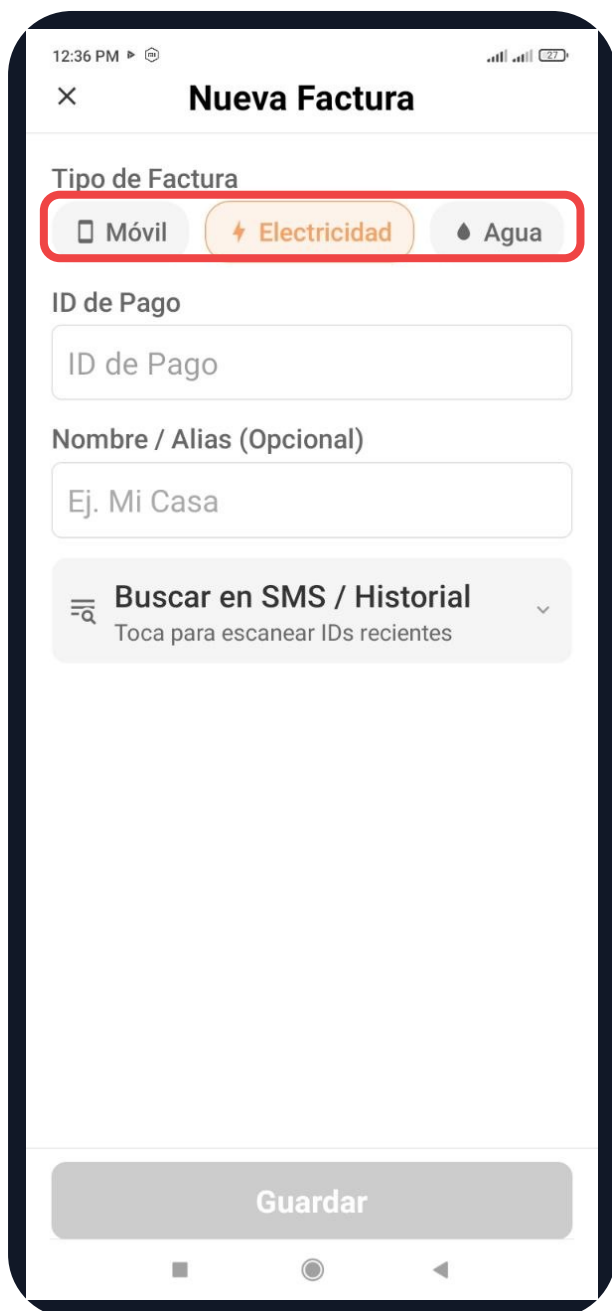 12:36 PM
27
Nueva Factura
Tipo de Factura
Móvil Electricidad Agua
ID de Pago
ID de Pago
Nombre / Alias (Opcional)
Ej. Mi Casa
Buscar en SMS / Historial
Toca para escanear IDs recientes
Guardar